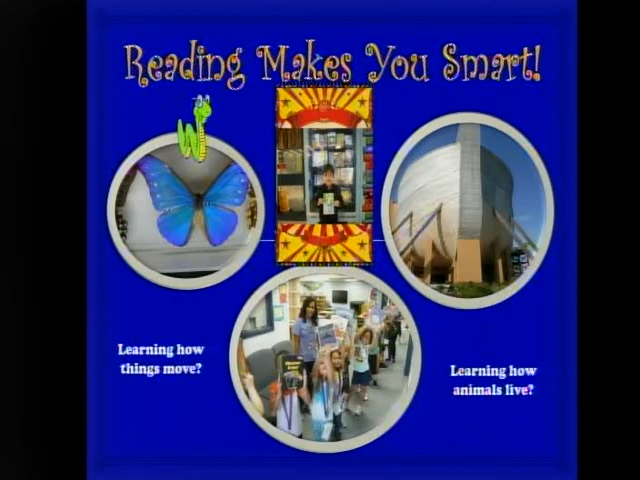 Reading Makes You Smart!
Learning how
things move?
Learning how
animals live?